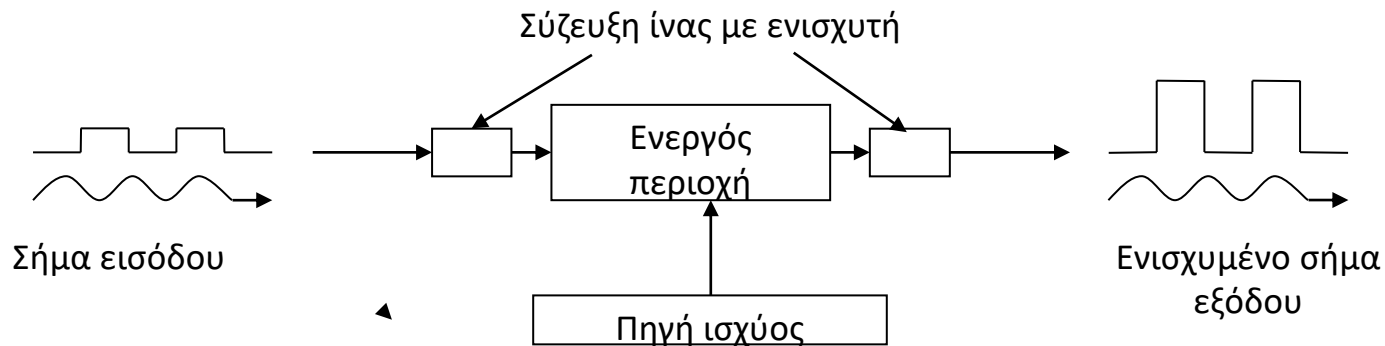 Σύζευξη ίνας με ενισχυτή
Ενεργός
περιοχή
Σήμα εισόδου
Ενισχυμένο σήμα
εξόδου
Πηγή ισχύος